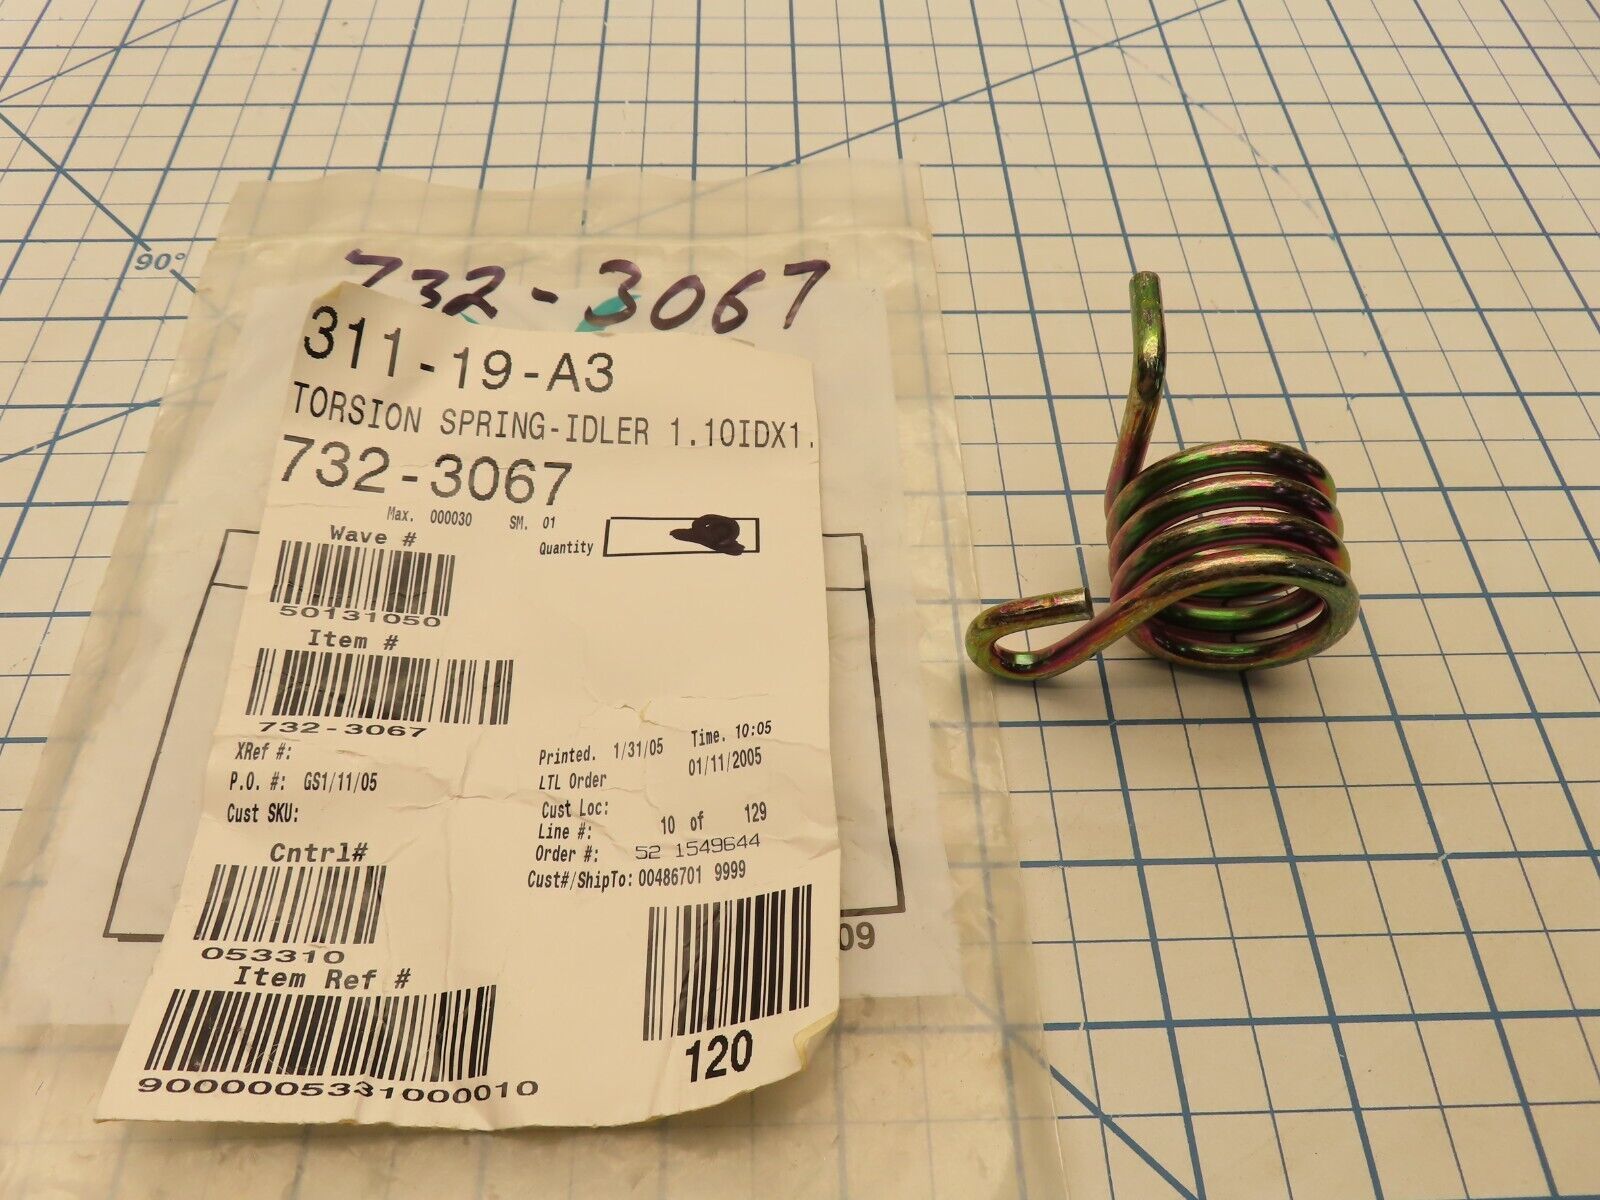 90°
732-3067
311-19-A3
TORSION SPRING-IDLER 1.10IDX1.
732-3067
Max. 000030 SM. 01
Quantity
Wave #
50131050
Item #
732-3067
XRef #:
P.O. #: GS1/11/05
Cust SKU:
Printed. 1/31/05 Time. 10:05
LTL Order 01/11/2005
Cust Loc:
Line #: 10 of 129
Order #: 52 1549644
Cust#/ShipTo: 00486701 9999
Cntrl#
053310
Item Ref #
9000005331000010
120
09